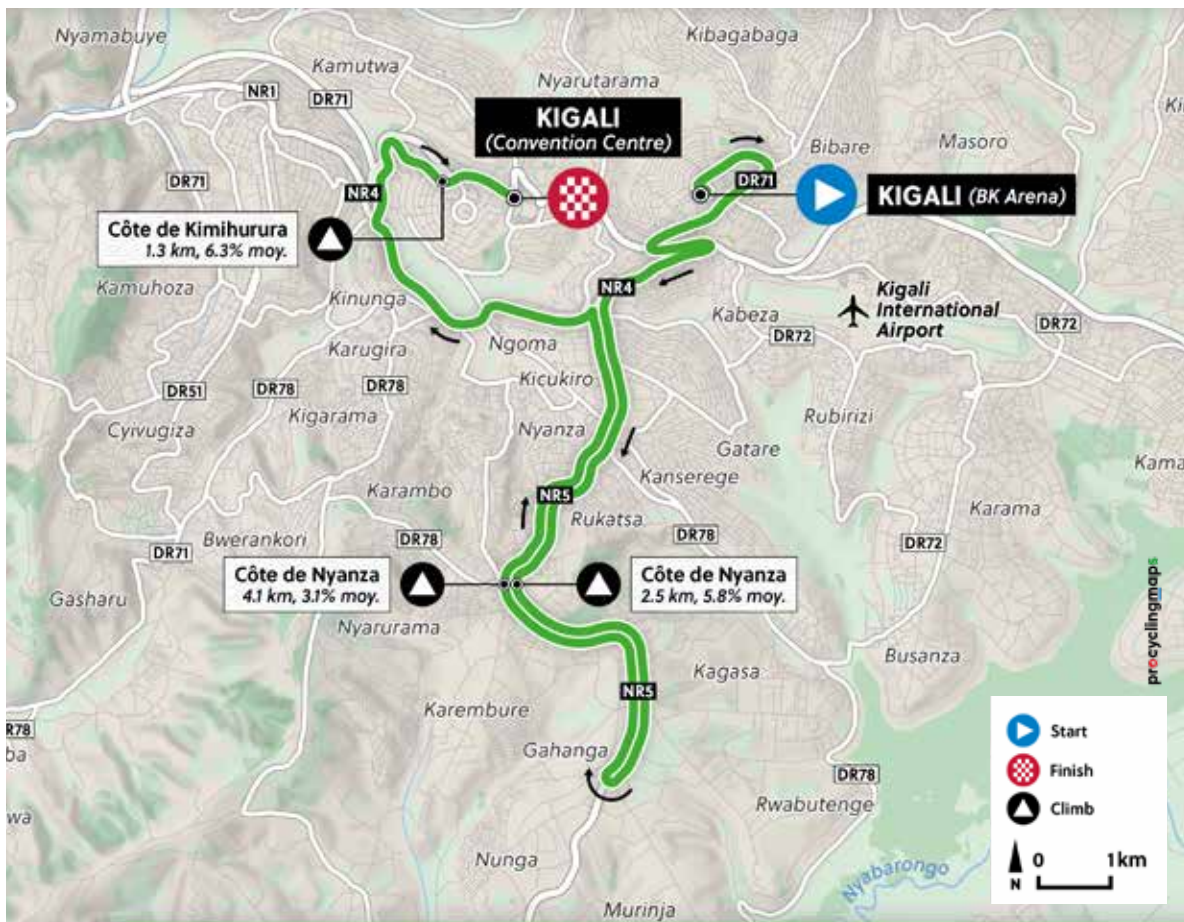 Nyamabuye
Kamutwa
Kibagabaga
NR1
DR71
Nyarutarama
KIGALI
(Convention Centre)
Bibare
Masoro
DR71
DR71
NR4
KIGALI (BK Arena)
Côte de Kimihurura
1.3 km, 6.3% moy.
Kamuhoza
Kinunga
NR4
Kabeza
Kigali
International
Airport
DR72
DR72
Karugira
Ngoma
DR51
DR78
Kicukiro
Kigarama
Cyivugiza
Nyanza
Rubirizi
Gatare
Kanserege
Karambo
NR5
Rukatsa
Karama
Kama
DR71
Bwerankori
DR78
DR78
DR72
Côte de Nyanza
4.1 km, 3.1% moy.
Côte de Nyanza
2.5 km, 5.8% moy.
Gasharu
Nyarurama
Kagasa
Busanza
procyclingmaps
NR5
Karembure
R78
ba
Gahanga
DR78
Rwabutenge
wa
Nunga
Nyabarongo
Murinja
Start
Finish
Climb
N
0 1km